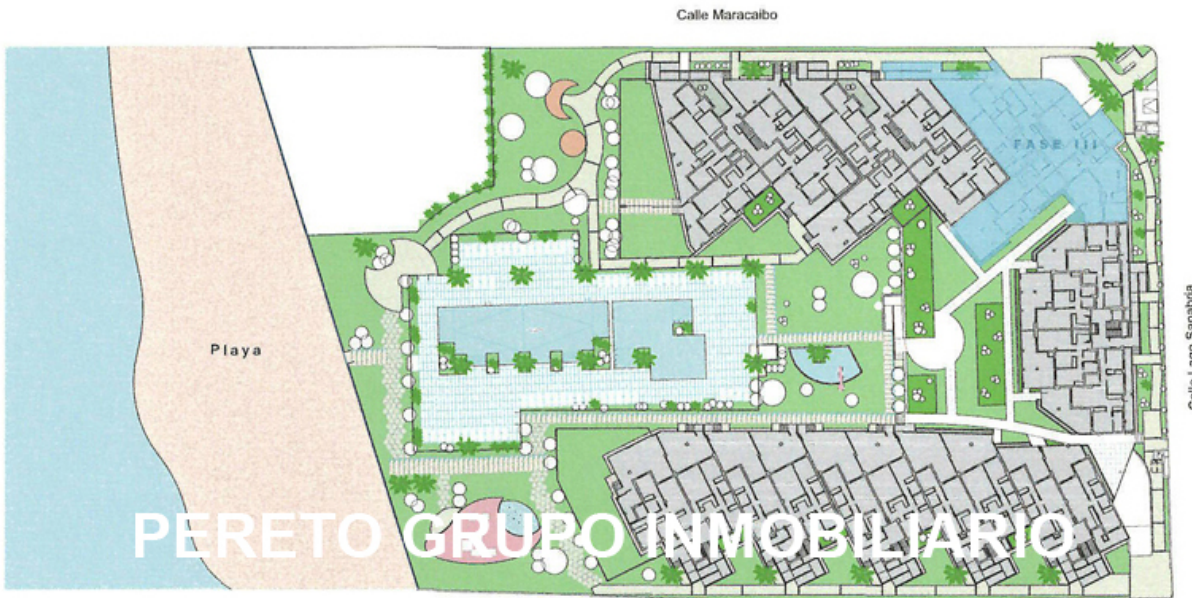 Calle Maracaibo
FASE III
Playa
Calle Lago Sanabria
PERETO GRUPO INMOBILIARIO